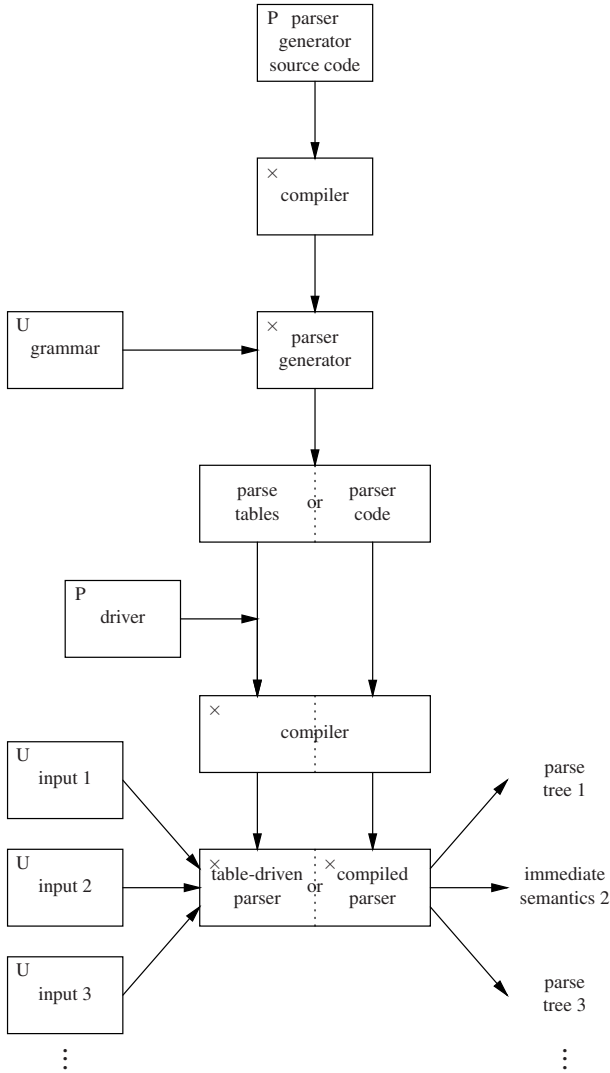 P parser
generator
source code
×
compiler
U
grammar
×
parser
generator
parse
tables
or
parser
code
P
driver
×
compiler
U
input 1
parse
tree 1
U
input 2
×
table-driven
parser
or
×
compiled
parser
immediate
semantics 2
U
input 3
parse
tree 3
⋮
⋮